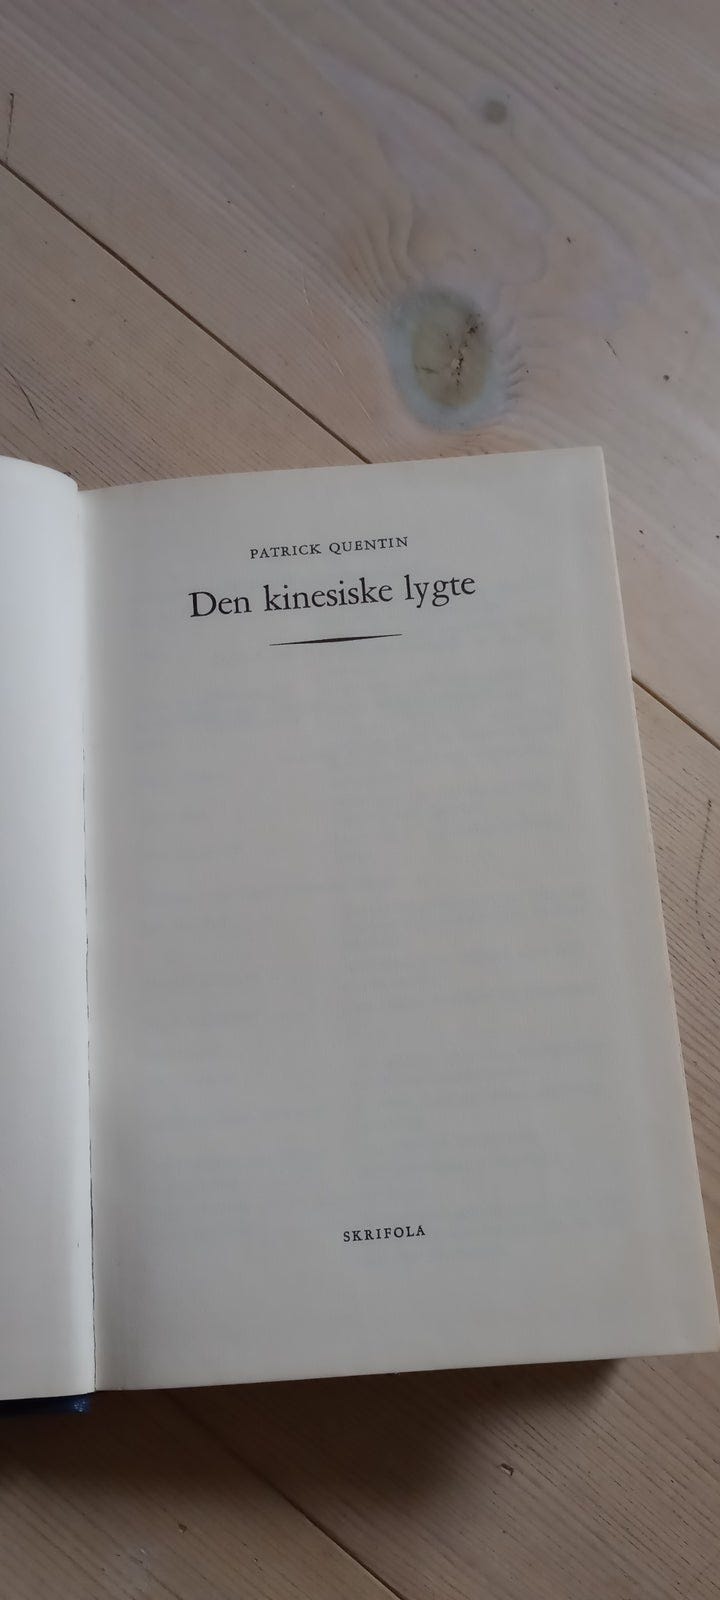 PATRICK QUENTIN
Den kinesiske lygte
SKRIFOLA